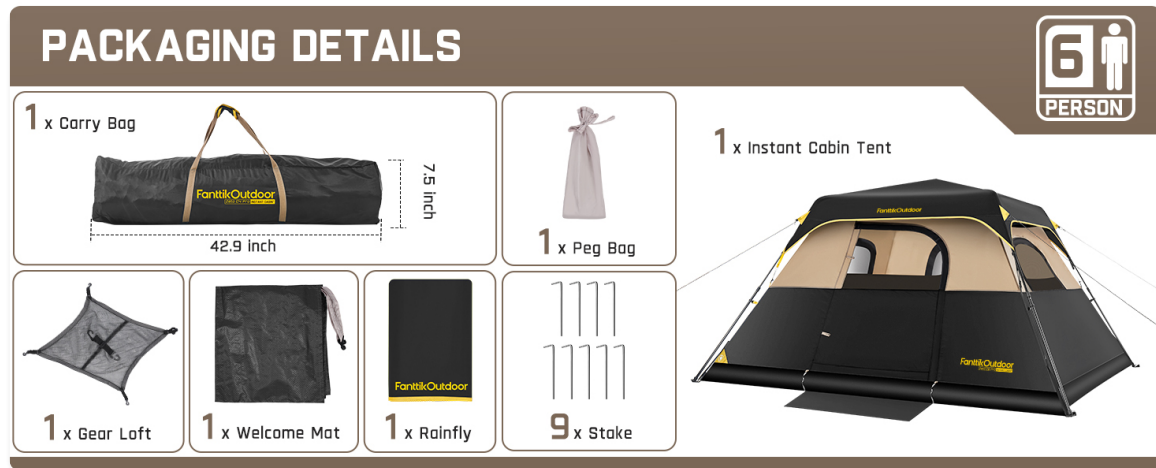 PACKAGING DETAILS
6
PERSON
1 x Carry Bag
FanttikOutdoor
7.5 inch
42.9 inch
1 x Peg Bag
1 x Instant Cabin Tent
FanttikOutdoor
FanttikOutdoor
1 x Gear Loft
1 x Welcome Mat
FanttikOutdoor
1 x Rainfly
9 x Stake